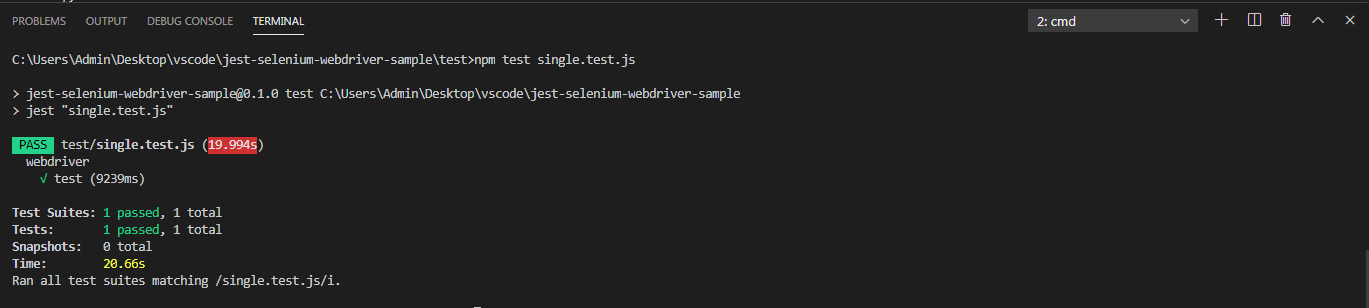 PROBLEMS OUTPUT DEBUG CONSOLE TERMINAL 2: cmd
C:\Users\Admin\Desktop\vscode\jest-selenium-webdriver-sample\test>npm test single.test.js
> jest-selenium-webdriver-sample@0.1.0 test C:\Users\Admin\Desktop\vscode\jest-selenium-webdriver-sample
> jest "single.test.js"
PASS test/single.test.js (19.994s)
webdriver
√ test (9239ms)
Test Suites: 1 passed, 1 total
Tests: 1 passed, 1 total
Snapshots: 0 total
Time: 20.66s
Ran all test suites matching /single.test.js/i.